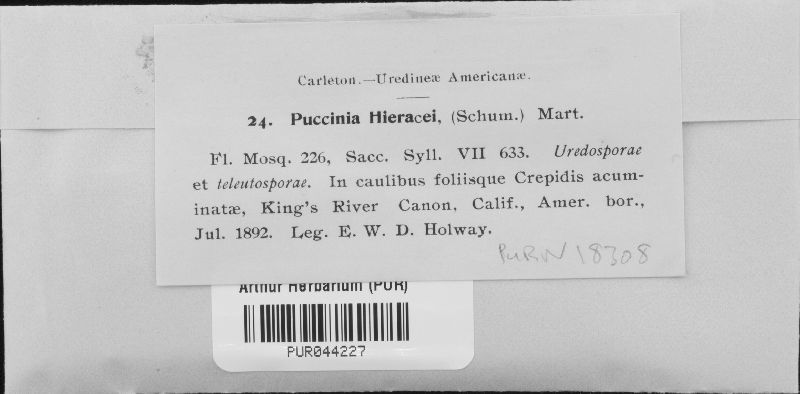 Carleton.—Uredineæ Americanæ.
24. Puccinia Hieracei, (Schum.) Mart.
Fl. Mosq. 226, Sacc. Syll. VII 633. Uredosporae
et teleutosporae. In caulibus foliisque Crepidis acum-
inatæ, King's River Canon, Calif., Amer. bor.,
Jul. 1892. Leg. E. W. D. Holway.
PURN 18308
Arthur Herbarium (PUR)
PUR044227